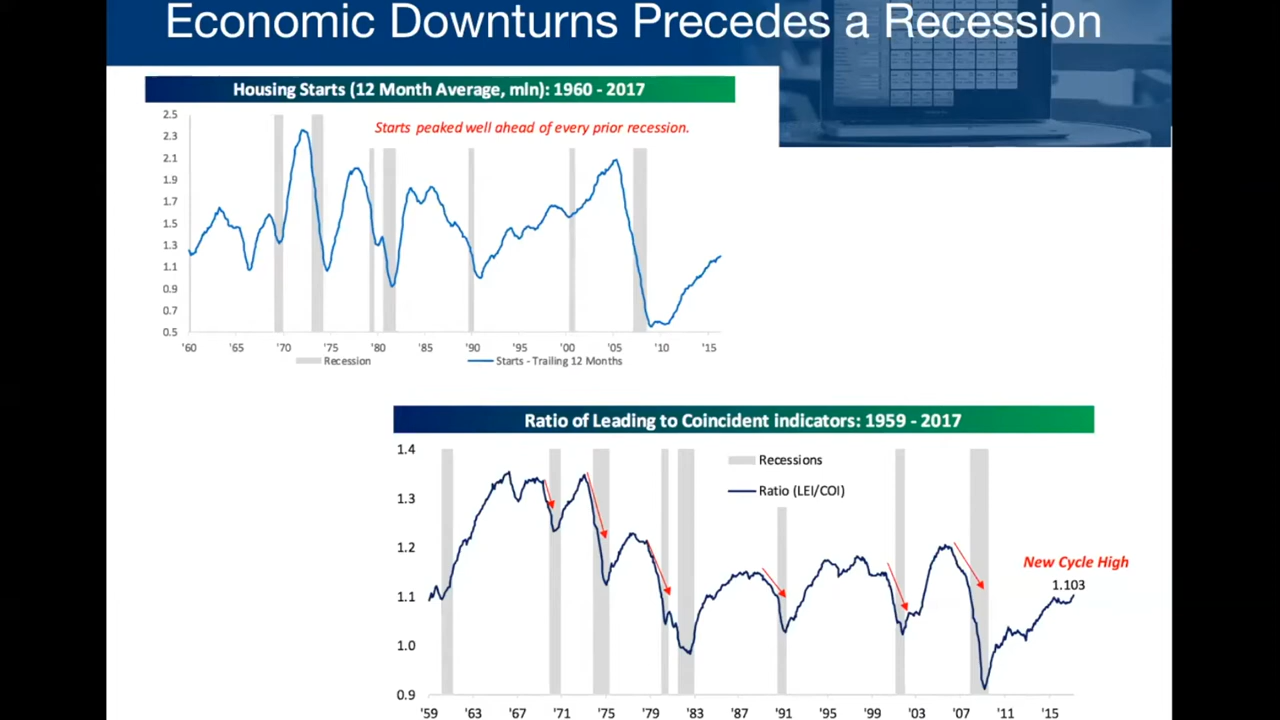 Economic Downturns Precedes a Recession
Housing Starts (12 Month Average, mln): 1960 - 2017
Starts peaked well ahead of every prior recession.
2.5
2.3
2.1
1.9
1.7
1.5
1.3
1.1
0.9
0.7
0.5
'60 '65 '70 '75 '80 '85 '90 '95 '00 '05 '10 '15
Recession Starts - Trailing 12 Months
Ratio of Leading to Coincident indicators: 1959 - 2017
1.4
1.3
1.2
1.1
1.0
0.9
Recessions
Ratio (LEI/COI)
New Cycle High
1.103
'59 '63 '67 '71 '75 '79 '83 '87 '91 '95 '99 '03 '07 '11 '15